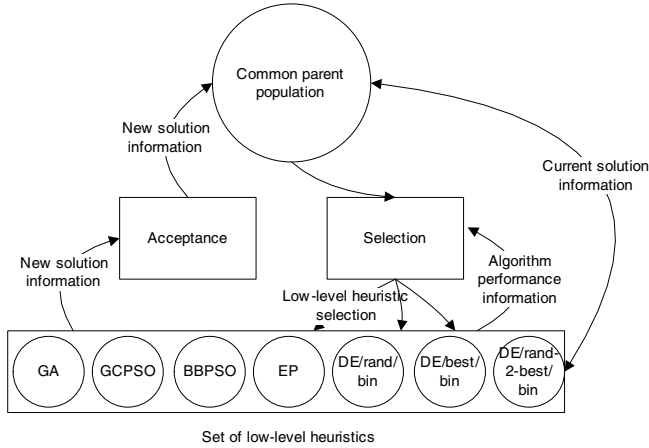 Common parent
population
New solution
information
Current solution
information
Acceptance
Selection
New solution
information
Algorithm
performance
information
Low-level heuristic
selection
GA
GCPSO
BBPSO
EP
DE/rand/
bin
DE/best/
bin
DE/rand-
2-best/
bin
Set of low-level heuristics